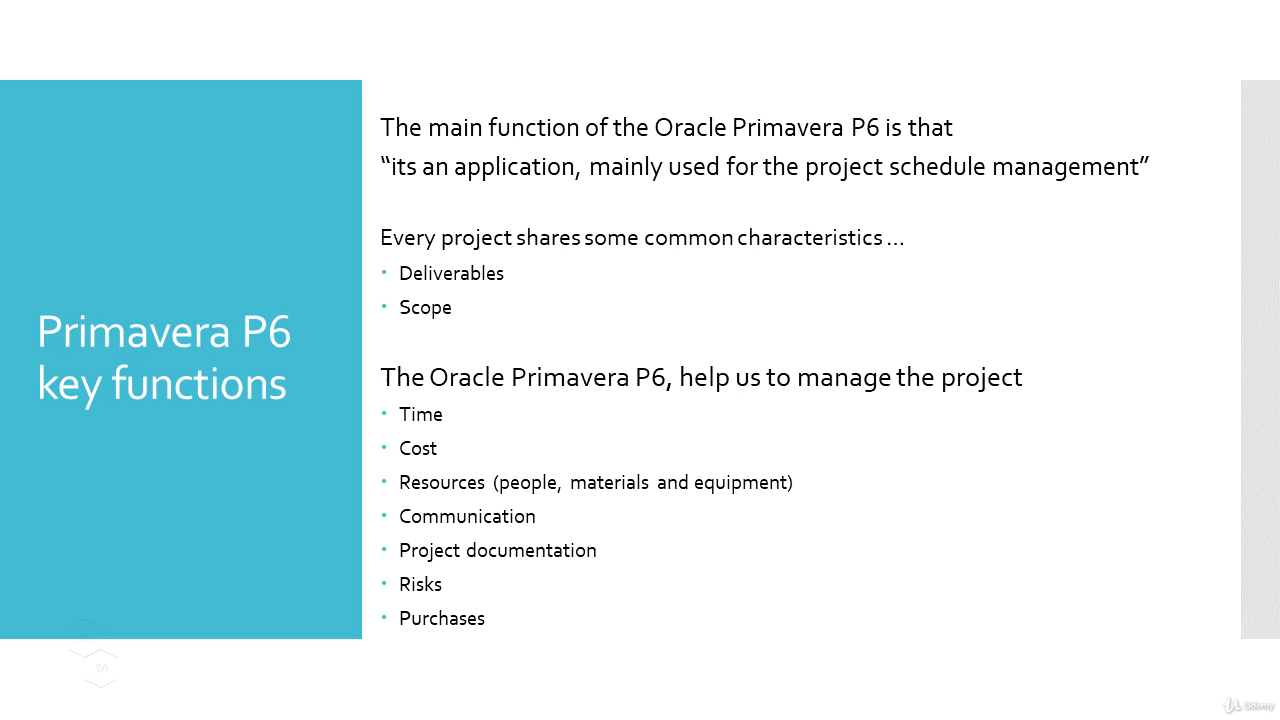 Primavera P6
key functions
The main function of the Oracle Primavera P6 is that
“its an application, mainly used for the project schedule management”
Every project shares some common characteristics ...
• Deliverables
• Scope
The Oracle Primavera P6, help us to manage the project
• Time
• Cost
• Resources (people, materials and equipment)
• Communication
• Project documentation
• Risks
• Purchases
SA
Udemy